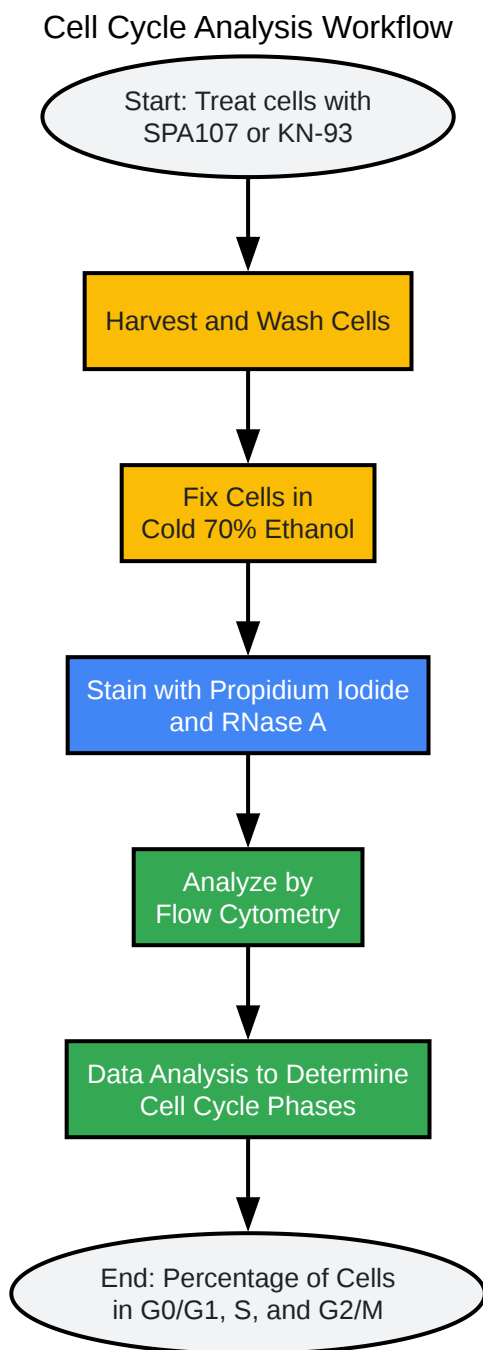 Cell Cycle Analysis Workflow
Start: Treat cells with
SPA107 or KN-93
Harvest and Wash Cells
Fix Cells in
Cold 70% Ethanol
Stain with Propidium Iodide
and RNase A
Analyze by
Flow Cytometry
Data Analysis to Determine
Cell Cycle Phases
End: Percentage of Cells
in G0/G1, S, and G2/M